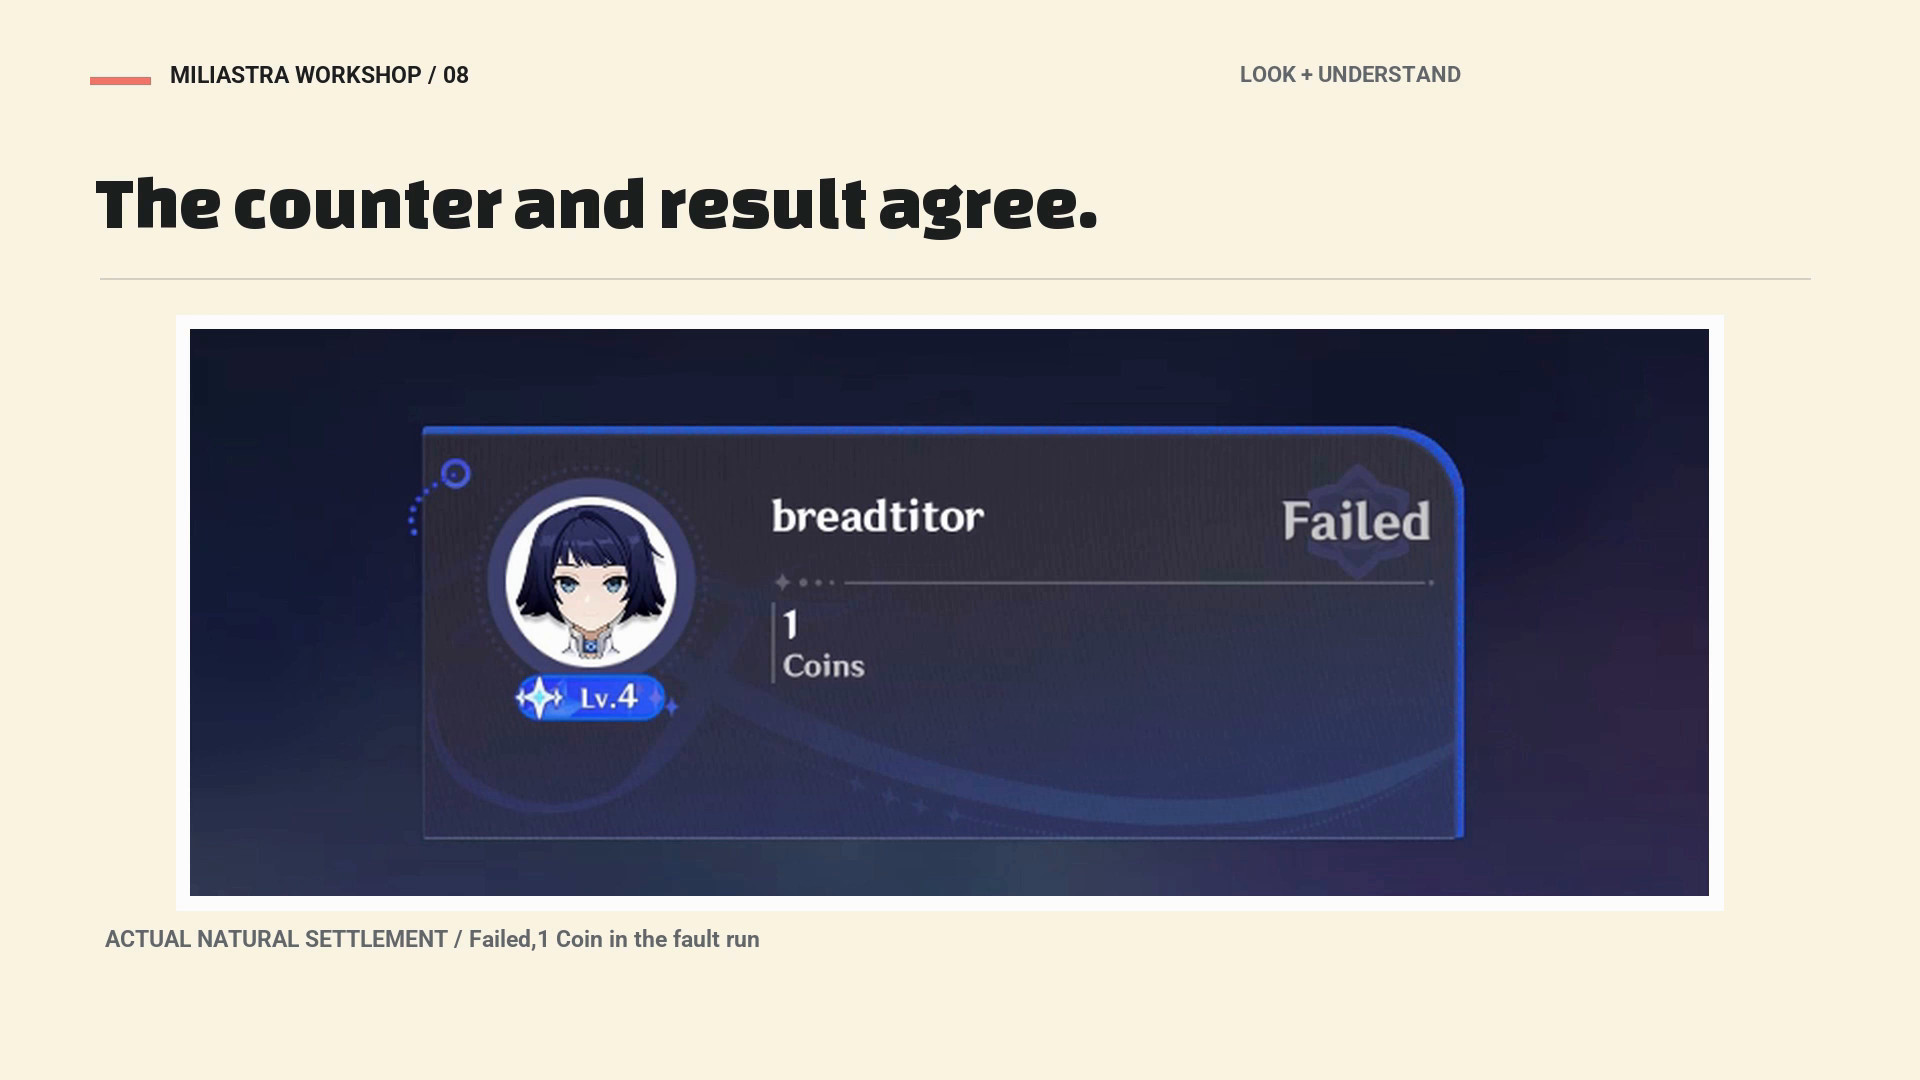 MILIASTRA WORKSHOP / 08
LOOK + UNDERSTAND
The counter and result agree.
breadtitor
Failed
1
Coins
Lv.4
ACTUAL NATURAL SETTLEMENT / Failed,1 Coin in the fault run